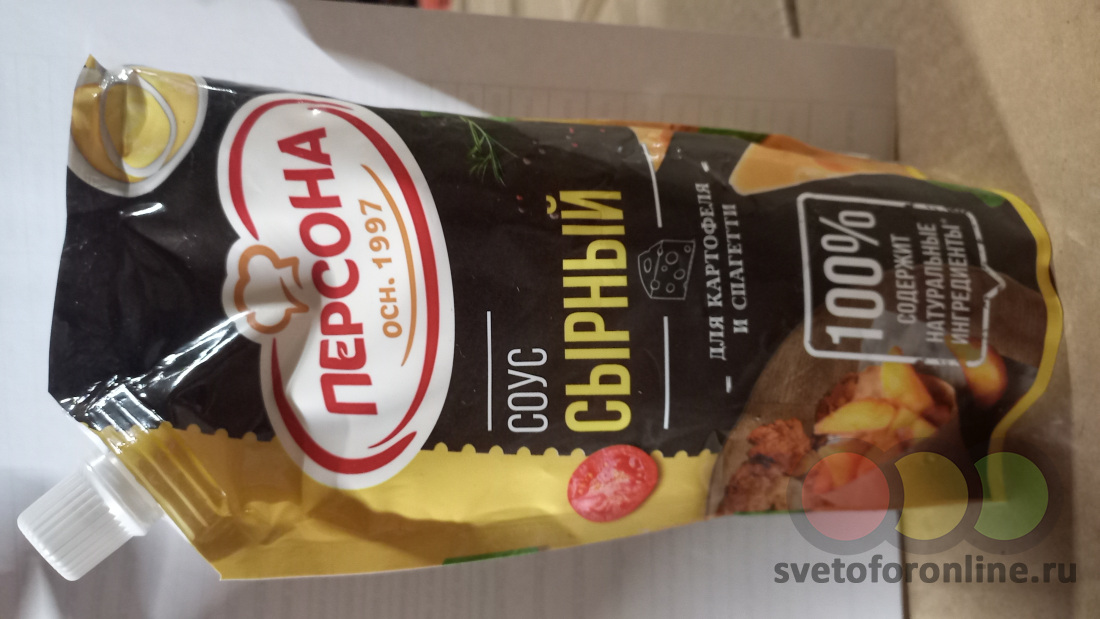 ПЕРСОНА
ОСН. 1997
СОУС
СЫРНЫЙ
ДЛЯ КАРТОФЕЛЯ
И СПАГЕТТИ
100%
СОДЕРЖИТ
НАТУРАЛЬНЫЕ
ИНГРЕДИЕНТЫ*
svetoforonline.ru